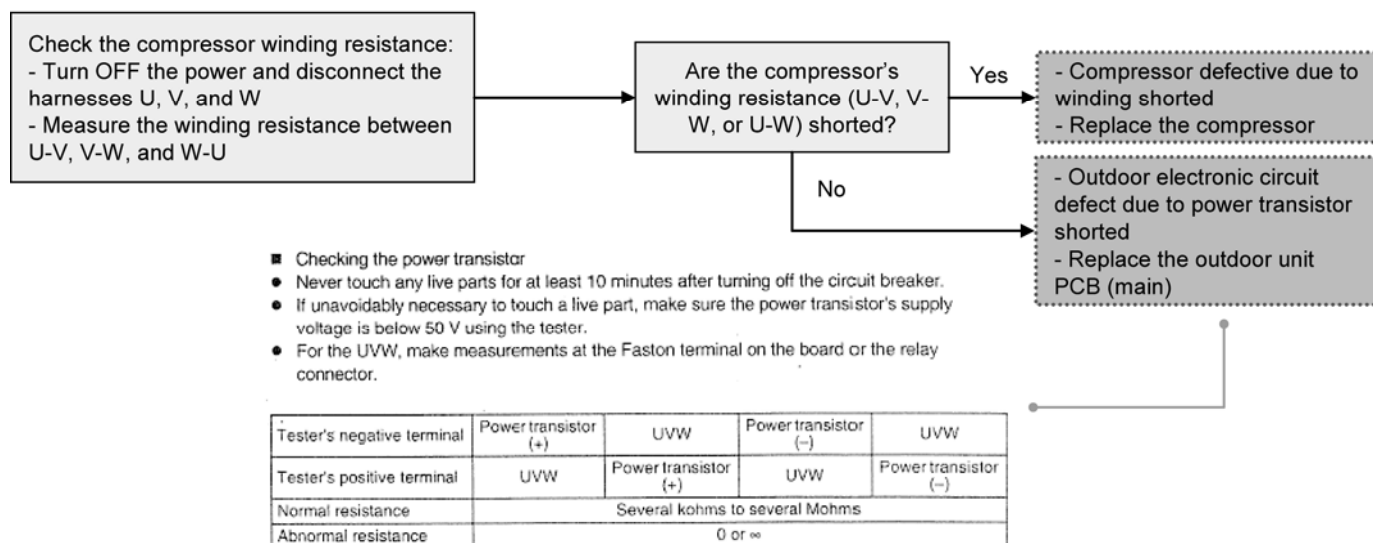 Check the compressor winding resistance:
- Turn OFF the power and disconnect the
harnesses U, V, and W
- Measure the winding resistance between
U-V, V-W, and W-U
Are the compressor's
winding resistance (U-V, V-
W, or U-W) shorted?
Yes
- Compressor defective due to
winding shorted
- Replace the compressor
No
- Outdoor electronic circuit
defect due to power transistor
shorted
- Replace the outdoor unit
PCB (main)
■ Checking the power transistor
● Never touch any live parts for at least 10 minutes after turning off the circuit breaker.
● If unavoidably necessary to touch a live part, make sure the power transistor's supply
voltage is below 50 V using the tester.
● For the UVW, make measurements at the Faston terminal on the board or the relay
connector.
Tester's negative terminal Power transistor (+) UVW Power transistor (−) UVW
Tester's positive terminal UVW Power transistor (+) UVW Power transistor (−)
Normal resistance Several kohms to several Mohms
Abnormal resistance 0 or ∞